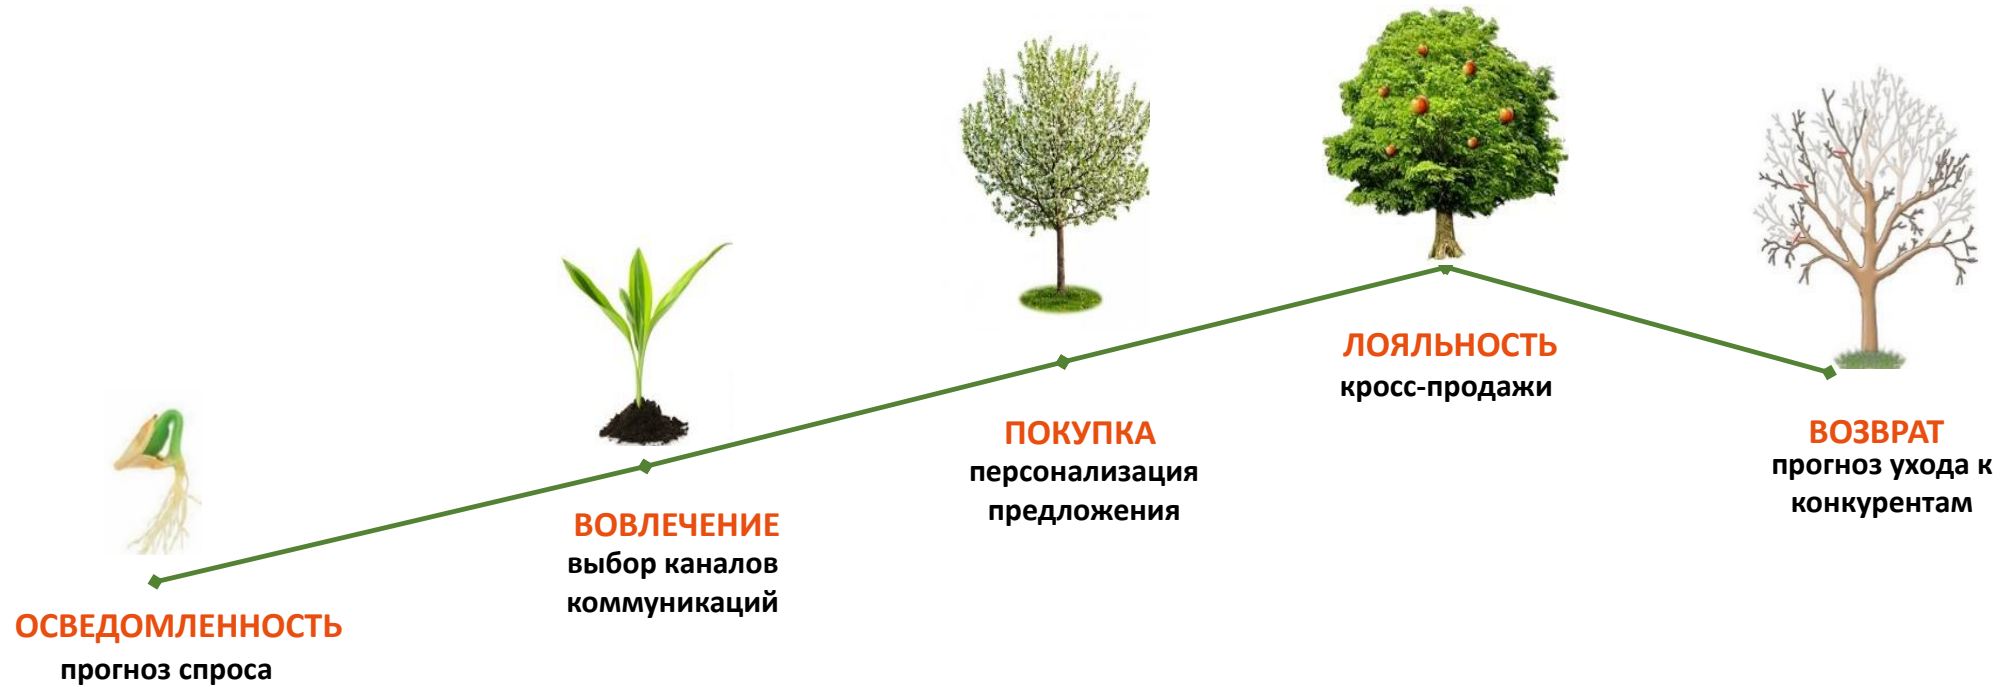 ОСВЕДОМЛЕННОСТЬ
прогноз спроса
ВОВЛЕЧЕНИЕ
выбор каналов
коммуникаций
ПОКУПКА
персонализация
предложения
ЛОЯЛЬНОСТЬ
кросс-продажи
ВОЗВРАТ
прогноз ухода к
конкурентам